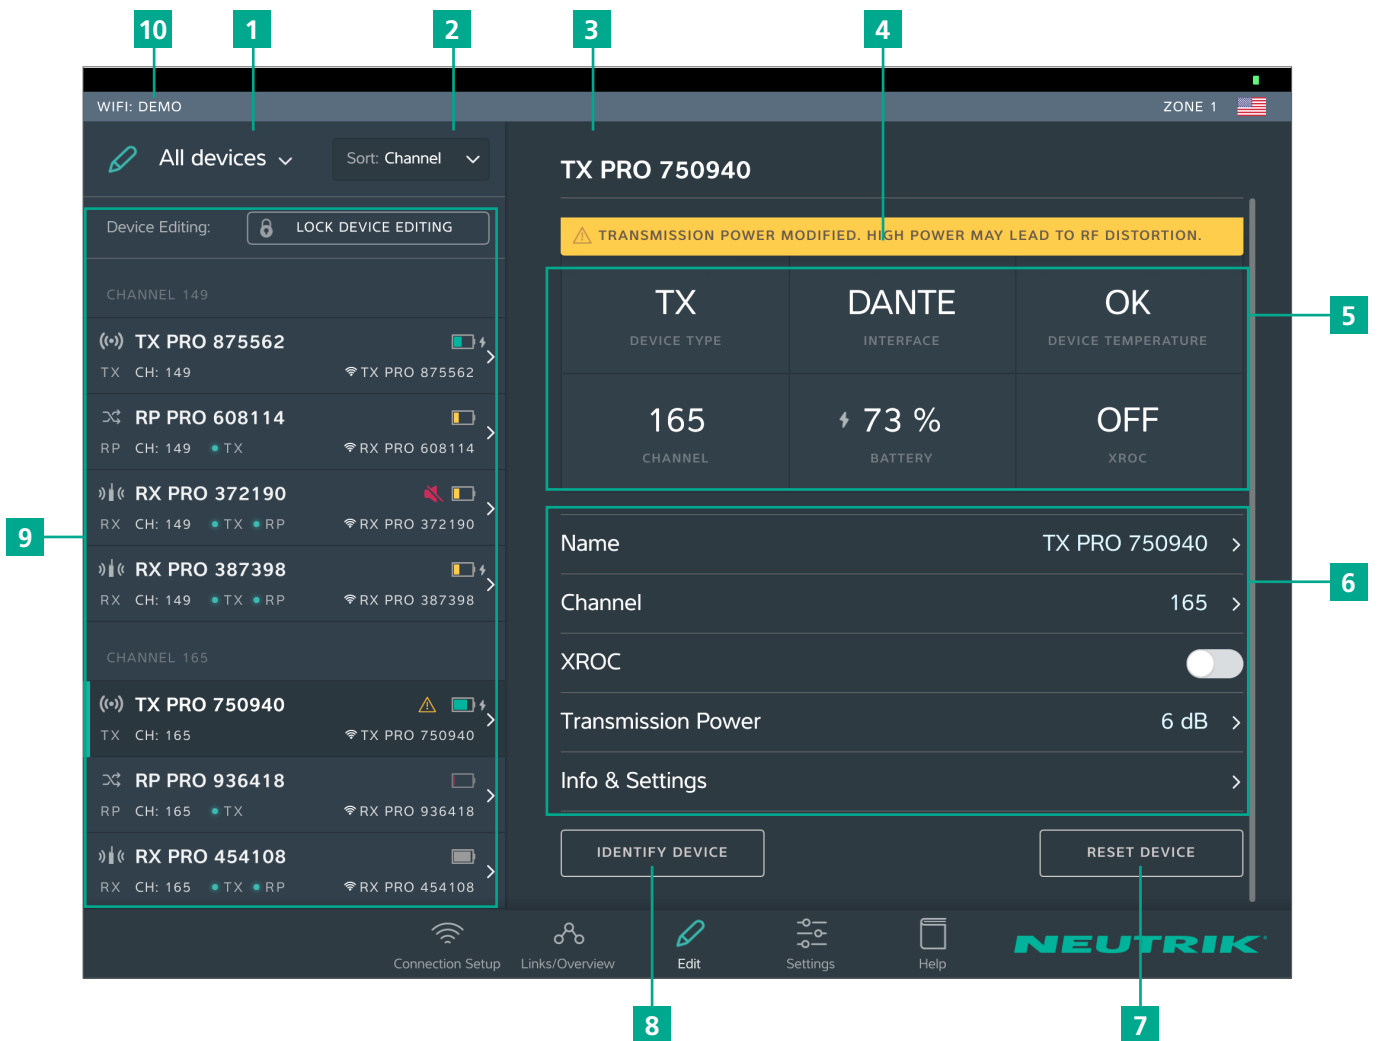 10
1
2
3
4
WIFI: DEMO
ZONE 1
All devices
Sort: Channel
TX PRO 750940
Device Editing:
LOCK DEVICE EDITING
TRANSMISSION POWER MODIFIED. HIGH POWER MAY LEAD TO RF DISTORTION.
CHANNEL 149
TX PRO 875562
TX CH: 149
TX PRO 875562
RP PRO 608114
RP CH: 149 TX
RX PRO 608114
RX PRO 372190
RX CH: 149 TX RP
RX PRO 372190
RX PRO 387398
RX CH: 149 TX RP
RX PRO 387398
CHANNEL 165
TX PRO 750940
TX CH: 165
TX PRO 750940
RP PRO 936418
RP CH: 165 TX
RX PRO 936418
RX PRO 454108
RX CH: 165 TX RP
RX PRO 454108
9
TX
DEVICE TYPE
DANTE
INTERFACE
OK
DEVICE TEMPERATURE
165
CHANNEL
73 %
BATTERY
OFF
XROC
5
Name
TX PRO 750940
Channel
165
XROC
Transmission Power
6 dB
Info & Settings
6
IDENTIFY DEVICE
RESET DEVICE
Connection Setup
Links/Overview
Edit
Settings
Help
NEUTRIK
8
7